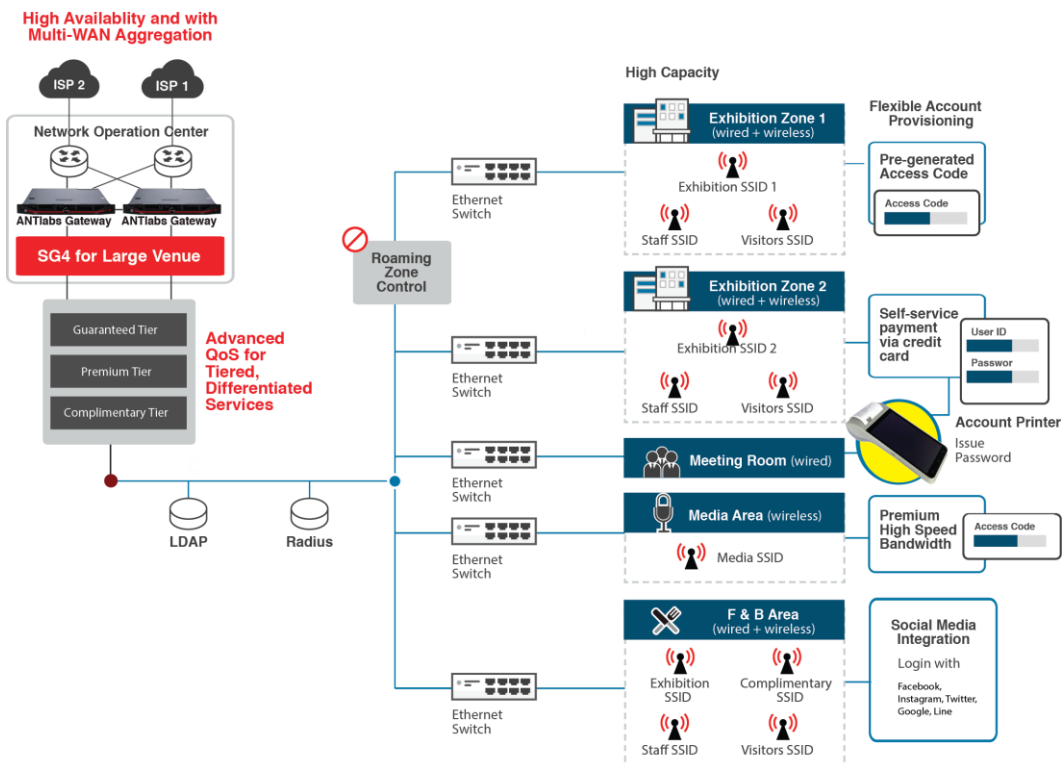 High Availablity and with
Multi-WAN Aggregation
ISP 2
ISP 1
Network Operation Center
ANTlabs Gateway
ANTlabs Gateway
SG4 for Large Venue
Guaranteed Tier
Premium Tier
Complimentary Tier
Advanced
QoS for
Tiered,
Differentiated
Services
LDAP
Radius
Roaming
Zone
Control
Ethernet
Switch
Ethernet
Switch
Ethernet
Switch
Ethernet
Switch
Ethernet
Switch
High Capacity
Exhibition Zone 1
(wired + wireless)
Exhibition SSID 1
Staff SSID
Visitors SSID
Exhibition Zone 2
(wired + wireless)
Exhibition SSID 2
Staff SSID
Visitors SSID
Meeting Room (wired)
Media Area (wireless)
Media SSID
F & B Area
(wired + wireless)
Exhibition
SSID
Complimentary
SSID
Staff SSID
Visitors SSID
Flexible Account
Provisioning
Pre-generated
Access Code
Access Code
Self-service
payment
via credit
card
User ID
Passwor
Account Printer
Issue
Password
Premium
High Speed
Bandwidth
Access Code
Social Media
Integration
Login with
Facebook,
Instagram, Twitter,
Google, Line